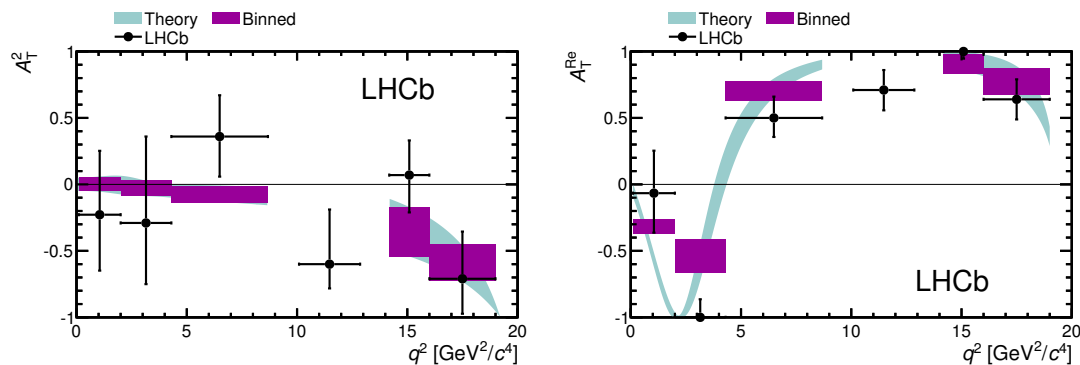 Theory Binned
LHCb
A_T^2
1
0.5
0
-0.5
-1
LHCb
0 5 10 15 20
q^2 [GeV^2/c^4]
Theory Binned
LHCb
A_T^Re
1
0.5
0
-0.5
-1
LHCb
0 5 10 15 20
q^2 [GeV^2/c^4]